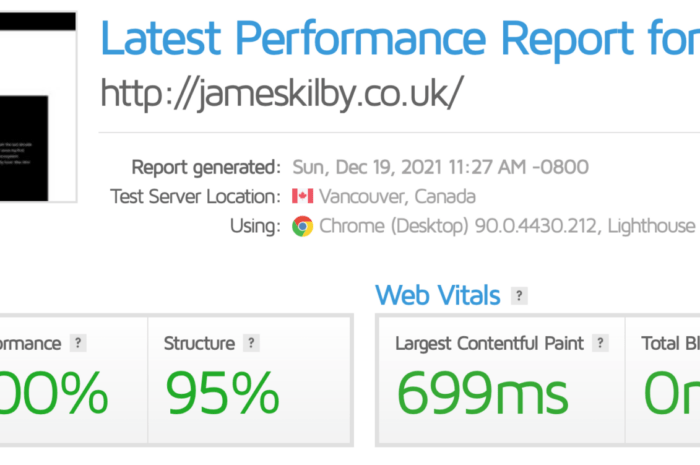 Latest Performance Report for
http://jameskilby.co.uk/
Report generated: Sun, Dec 19, 2021 11:27 AM -0800
Test Server Location: Vancouver, Canada
Using: Chrome (Desktop) 90.0.4430.212, Lighthouse
Web Vitals ?
ormance ? Structure ? Largest Contentful Paint ? Total Bl
00% 95% 699ms 0